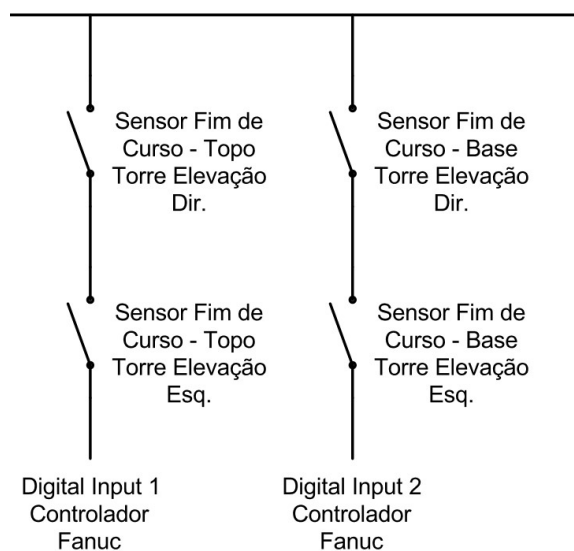 Sensor Fim de
Curso - Topo
Torre Elevação
Dir.
Sensor Fim de
Curso - Base
Torre Elevação
Dir.
Sensor Fim de
Curso - Topo
Torre Elevação
Esq.
Sensor Fim de
Curso - Base
Torre Elevação
Esq.
Digital Input 1
Controlador
Fanuc
Digital Input 2
Controlador
Fanuc